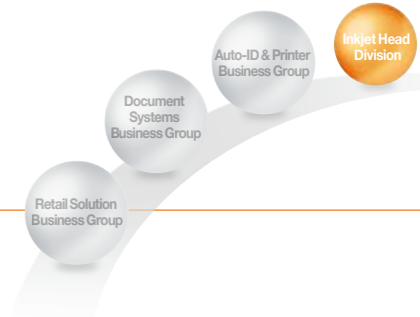 Inkjet Head
Division
Auto-ID & Printer
Business Group
Document
Systems
Business Group
Retail Solution
Business Group